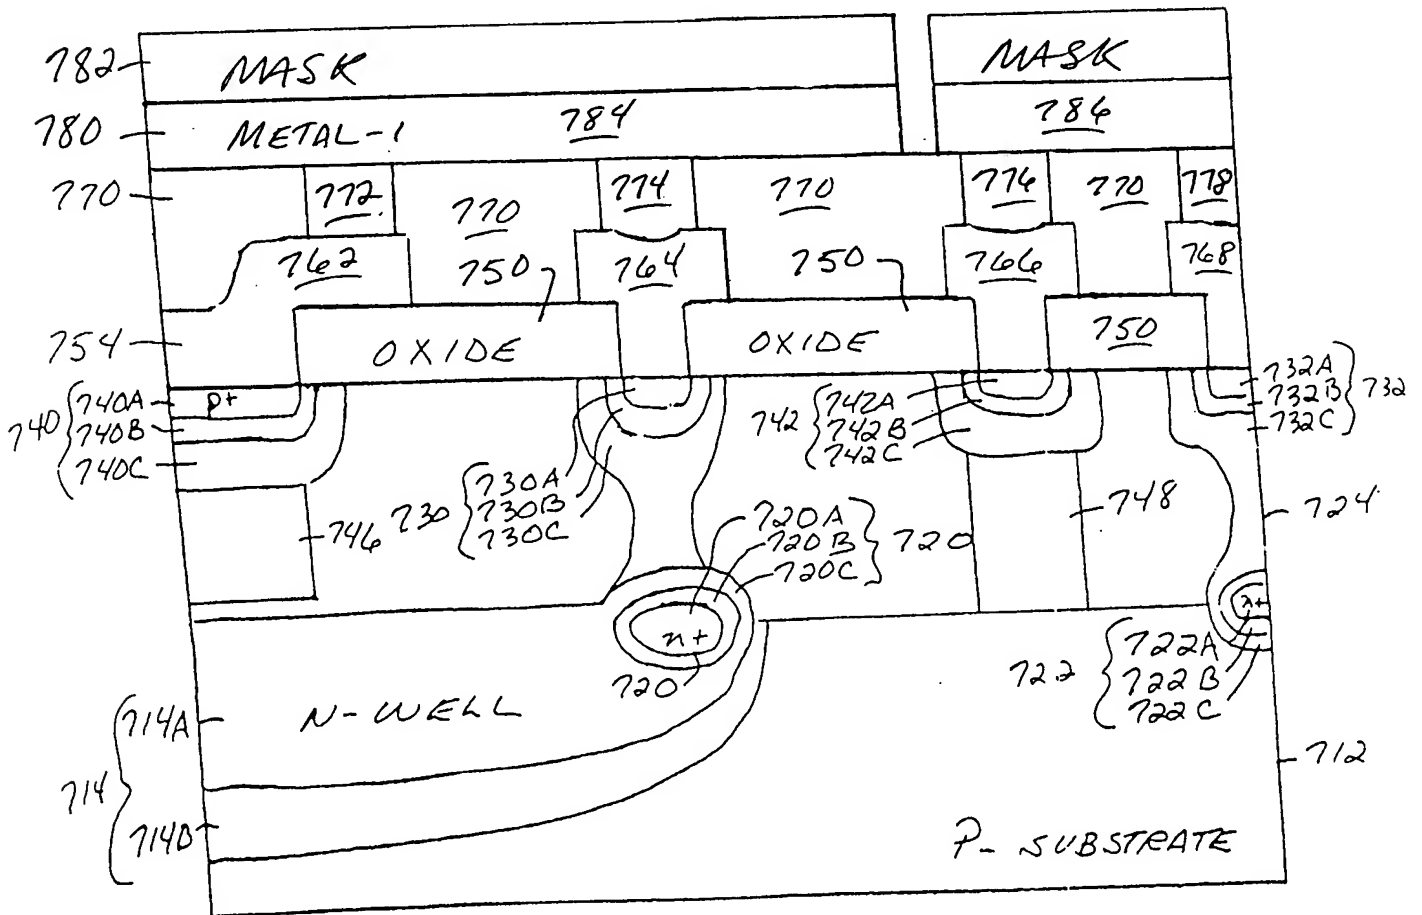 782
MASK
MASK
780
METAL-1
784
786
770
772
770
774
770
776
770
778
762
750
764
750
766
768
754
OXIDE
OXIDE
750
740
740A
740B
740C
P+
730
730A
730B
730C
742
742A
742B
742C
732A
732B
732C
732
746
720A
720B
720C
720
748
724
n+
720
n+
722
722A
722B
722C
714
714A
714B
N-WELL
712
P- SUBSTRATE